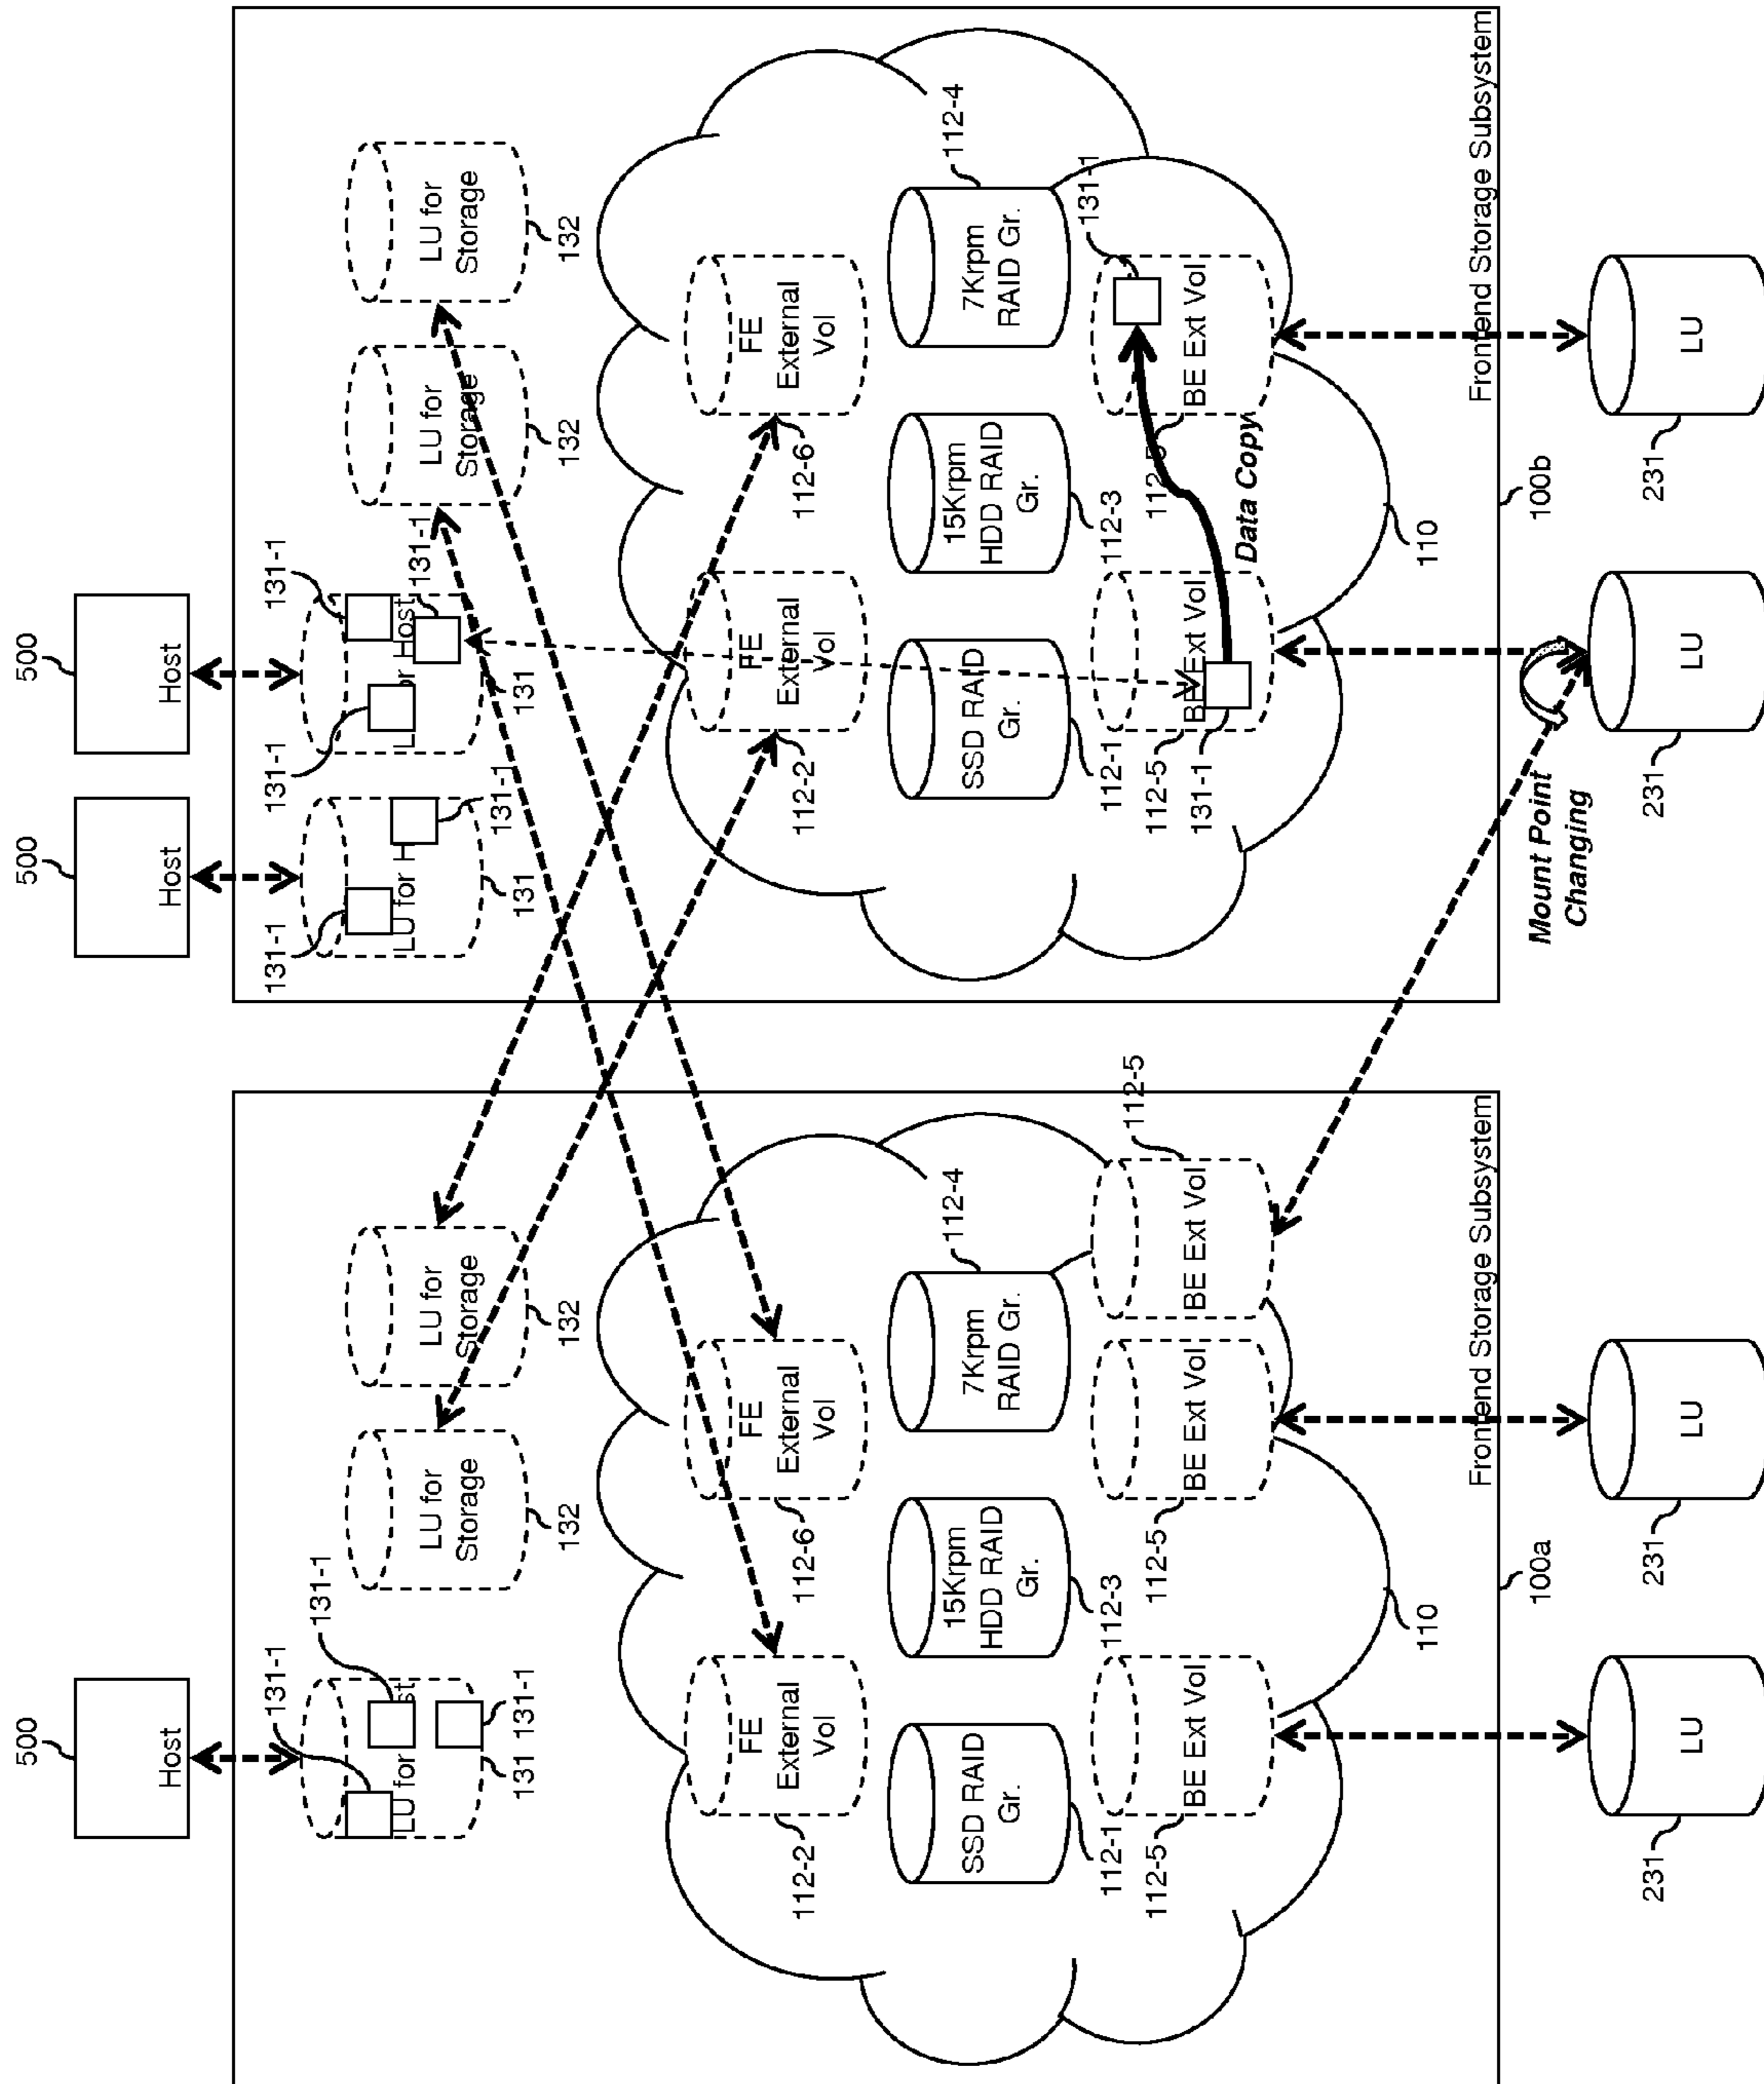 500
500
500
Host
Host
Host
131-1
131-1
131-1
131-1
131-1
131-1
131-1
131-1
LU for
LU for
Storage
LU for
Storage
LU for
LU for Host
LU for
Storage
LU for
Storage
131
132
132
131
131
132
132
FE
External
Vol
FE
External
Vol
FE
External
Vol
FE
External
Vol
112-2
112-6
112-2
112-6
SSD RAID
Gr.
15Krpm
HDD RAID
Gr.
7Krpm
RAID Gr.
112-4
SSD RAID
Gr.
15Krpm
HDD RAID
Gr.
7Krpm
RAID Gr.
112-4
112-1
112-3
112-1
112-3
131-1
112-5
112-5
112-5
112-5
112-5
131-1
BE Ext Vol
BE Ext Vol
BE Ext Vol
BE Ext Vol
BE Ext Vol
Data Copy
110
110
Frontend Storage Subsystem
Frontend Storage Subsystem
100a
100b
Mount Point
Changing
231
231
231
231
LU
LU
LU
LU